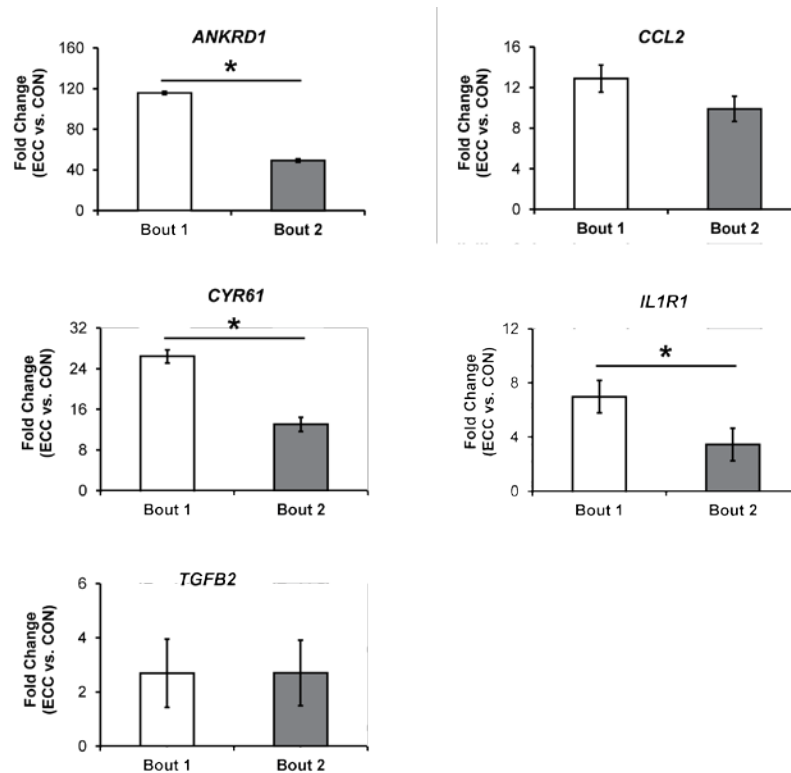 ANKRD1
Fold Change
(ECC vs. CON)
160
120
80
40
0
*
Bout 1
Bout 2
CCL2
Fold Change
(ECC vs. CON)
16
12
8
4
0
Bout 1
Bout 2
CYR61
Fold Change
(ECC vs. CON)
32
24
16
8
0
*
Bout 1
Bout 2
IL1R1
Fold Change
(ECC vs. CON)
12
8
4
0
*
Bout 1
Bout 2
TGFB2
Fold Change
(ECC vs. CON)
6
4
2
0
Bout 1
Bout 2